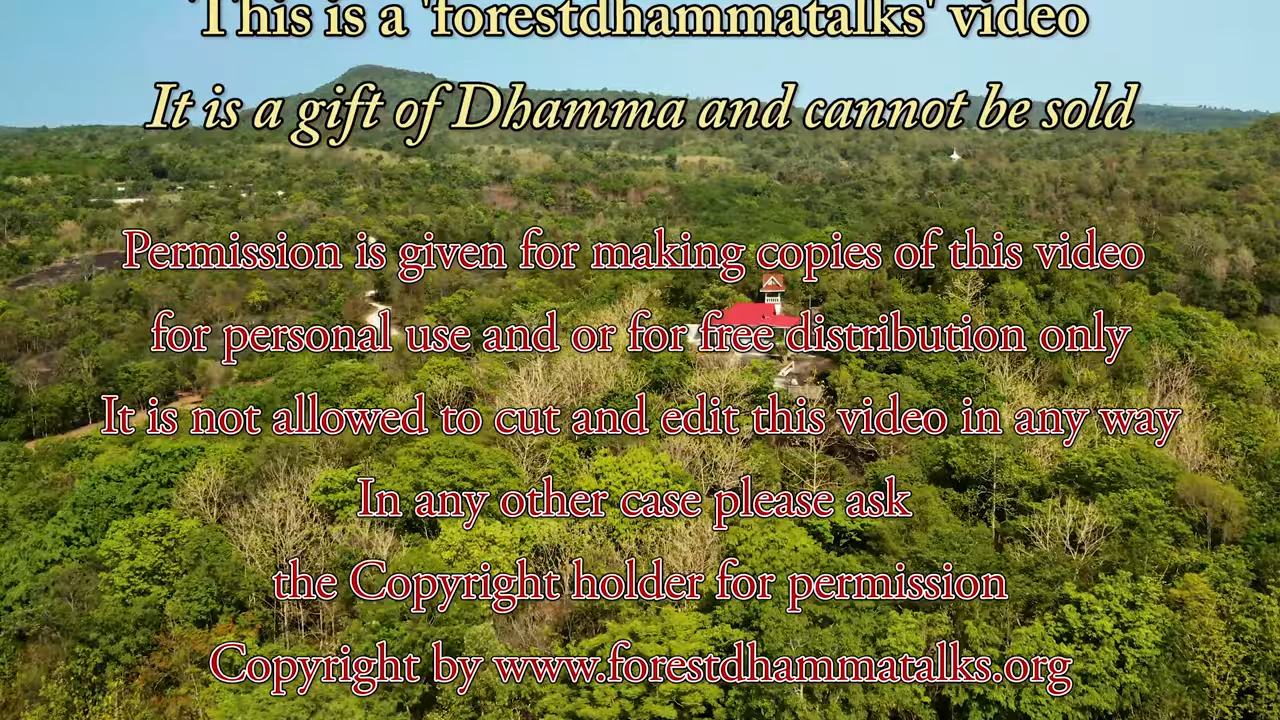 This is a 'forestdhammatalks' video
It is a gift of Dhamma and cannot be sold
Permission is given for making copies of this video
for personal use and or for free distribution only
It is not allowed to cut and edit this video in any way
In any other case please ask
the Copyright holder for permission
Copyright by www.forestdhammatalks.org